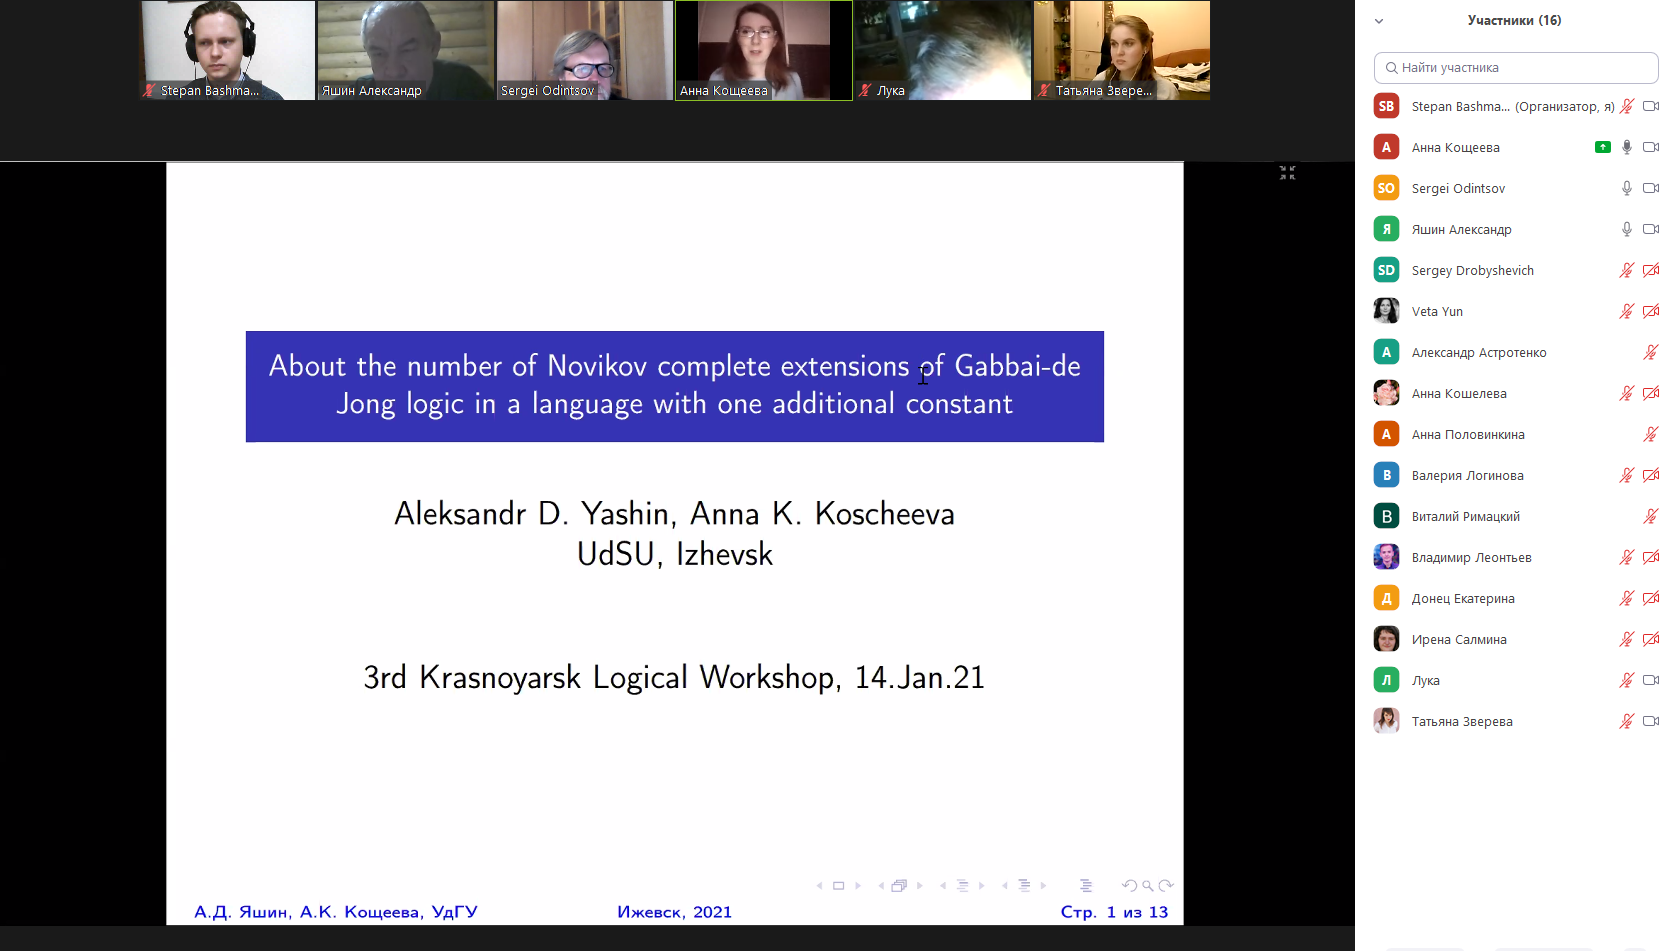 Stepan Bashma...
Яшин Александр
Sergei Odintsov
Анна Кощеева
Лука
Татьяна Звере...
About the number of Novikov complete extensions of Gabbai-de
Jong logic in a language with one additional constant
Aleksandr D. Yashin, Anna K. Koscheeva
UdSU, Izhevsk
3rd Krasnoyarsk Logical Workshop, 14.Jan.21
А.Д. Яшин, А.К. Кощеева, УдГУ
Ижевск, 2021
Стр. 1 из 13
Участники (16)
Найти участника
SB Stepan Bashma... (Организатор, я)
А Анна Кощеева
SO Sergei Odintsov
Я Яшин Александр
SD Sergey Drobyshevich
Veta Yun
А Александр Астротенко
Анна Кошелева
А Анна Половинкина
В Валерия Логинова
В Виталий Римацкий
Владимир Леонтьев
Д Донец Екатерина
Ирена Салмина
Л Лука
Татьяна Зверева